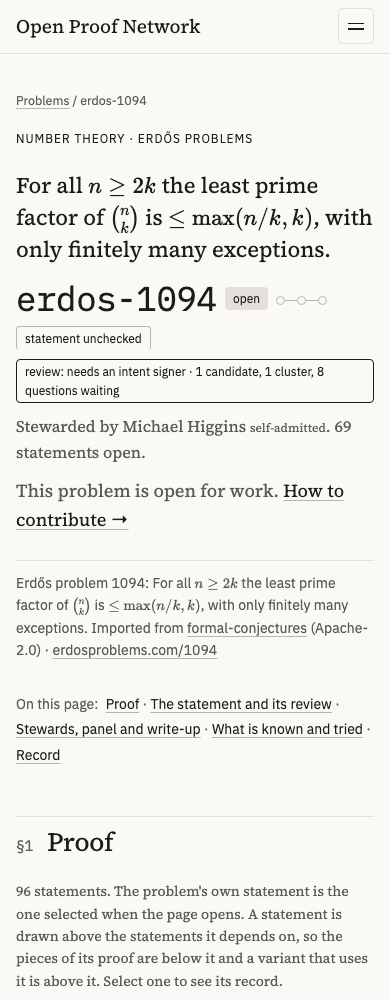 Open Proof Network
Problems / erdos-1094
NUMBER THEORY · ERDŐS PROBLEMS
For all n ≥ 2k the least prime
factor of (n k) is ≤ max(n/k, k), with
only finitely many exceptions.
erdos-1094 open
statement unchecked
review: needs an intent signer · 1 candidate, 1 cluster, 8
questions waiting
Stewarded by Michael Higgins self-admitted. 69
statements open.
This problem is open for work. How to
contribute →
Erdős problem 1094: For all n ≥ 2k the least prime
factor of (n k) is ≤ max(n/k, k), with only finitely many
exceptions. Imported from formal-conjectures (Apache-
2.0) · erdosproblems.com/1094
On this page: Proof · The statement and its review ·
Stewards, panel and write-up · What is known and tried ·
Record
§1 Proof
96 statements. The problem's own statement is the
one selected when the page opens. A statement is
drawn above the statements it depends on, so the
pieces of its proof are below it and a variant that uses
it is above it. Select one to see its record.